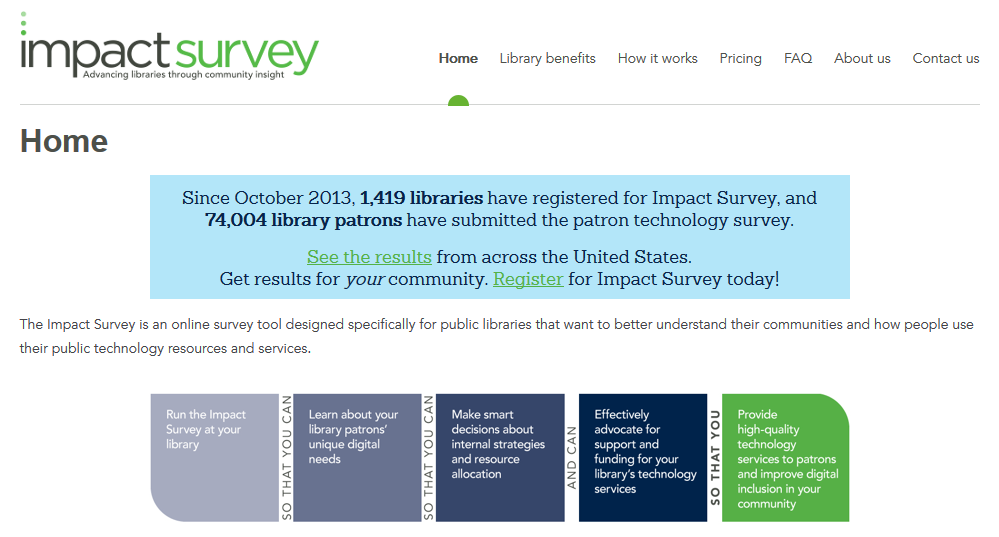 impact survey
Advancing libraries through community insight
Home Library benefits How it works Pricing FAQ About us Contact us
Home
Since October 2013, 1,419 libraries have registered for Impact Survey, and
74,004 library patrons have submitted the patron technology survey.
See the results from across the United States.
Get results for your community. Register for Impact Survey today!
The Impact Survey is an online survey tool designed specifically for public libraries that want to better understand their communities and how people use
their public technology resources and services.
Run the Impact
Survey at your
library
SO THAT YOU CAN
Learn about your
library patrons'
unique digital
needs
SO THAT YOU CAN
Make smart
decisions about
internal strategies
and resource
allocation
AND CAN
Effectively
advocate for
support and
funding for your
library's technology
services
SO THAT YOU
Provide
high-quality
technology
services to patrons
and improve digital
inclusion in your
community